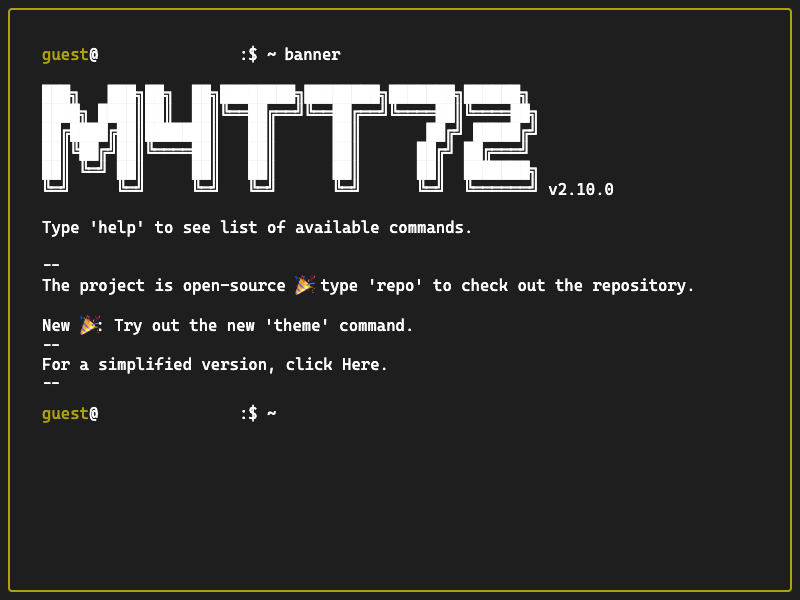 guest@ :$ ~ banner
M4TT72
v2.10.0
Type 'help' to see list of available commands.
--
The project is open-source 🎉 type 'repo' to check out the repository.
New 🎉: Try out the new 'theme' command.
--
For a simplified version, click Here.
--
guest@ :$ ~